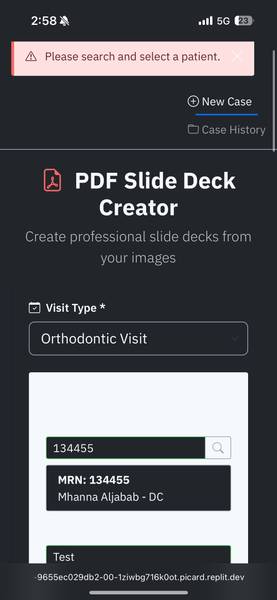 2:58
5G
23
Please search and select a patient.
New Case
Case History
PDF Slide Deck
Creator
Create professional slide decks from
your images
Visit Type *
Orthodontic Visit
134455
MRN: 134455
Mhanna Aljabab - DC
Test
-9655ec029db2-00-1ziwbg716k0ot.picard.replit.dev